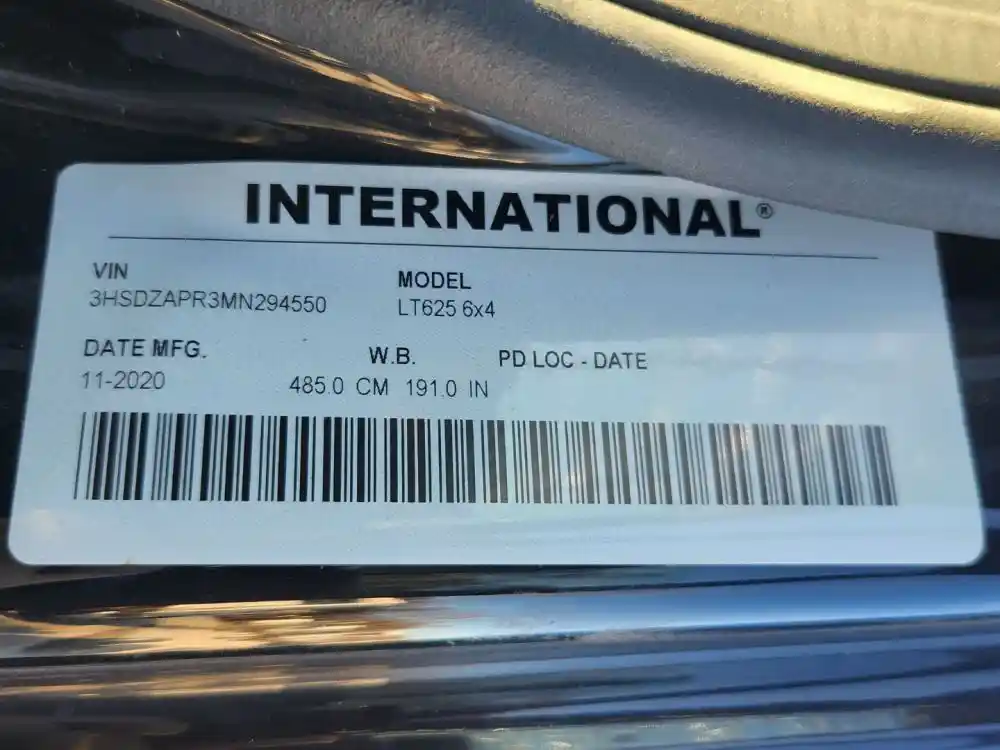 INTERNATIONAL®
VIN
3HSDZAPR3MN294550
MODEL
LT625 6x4
DATE MFG.
11-2020
W.B.
485.0 CM 191.0 IN
PD LOC - DATE